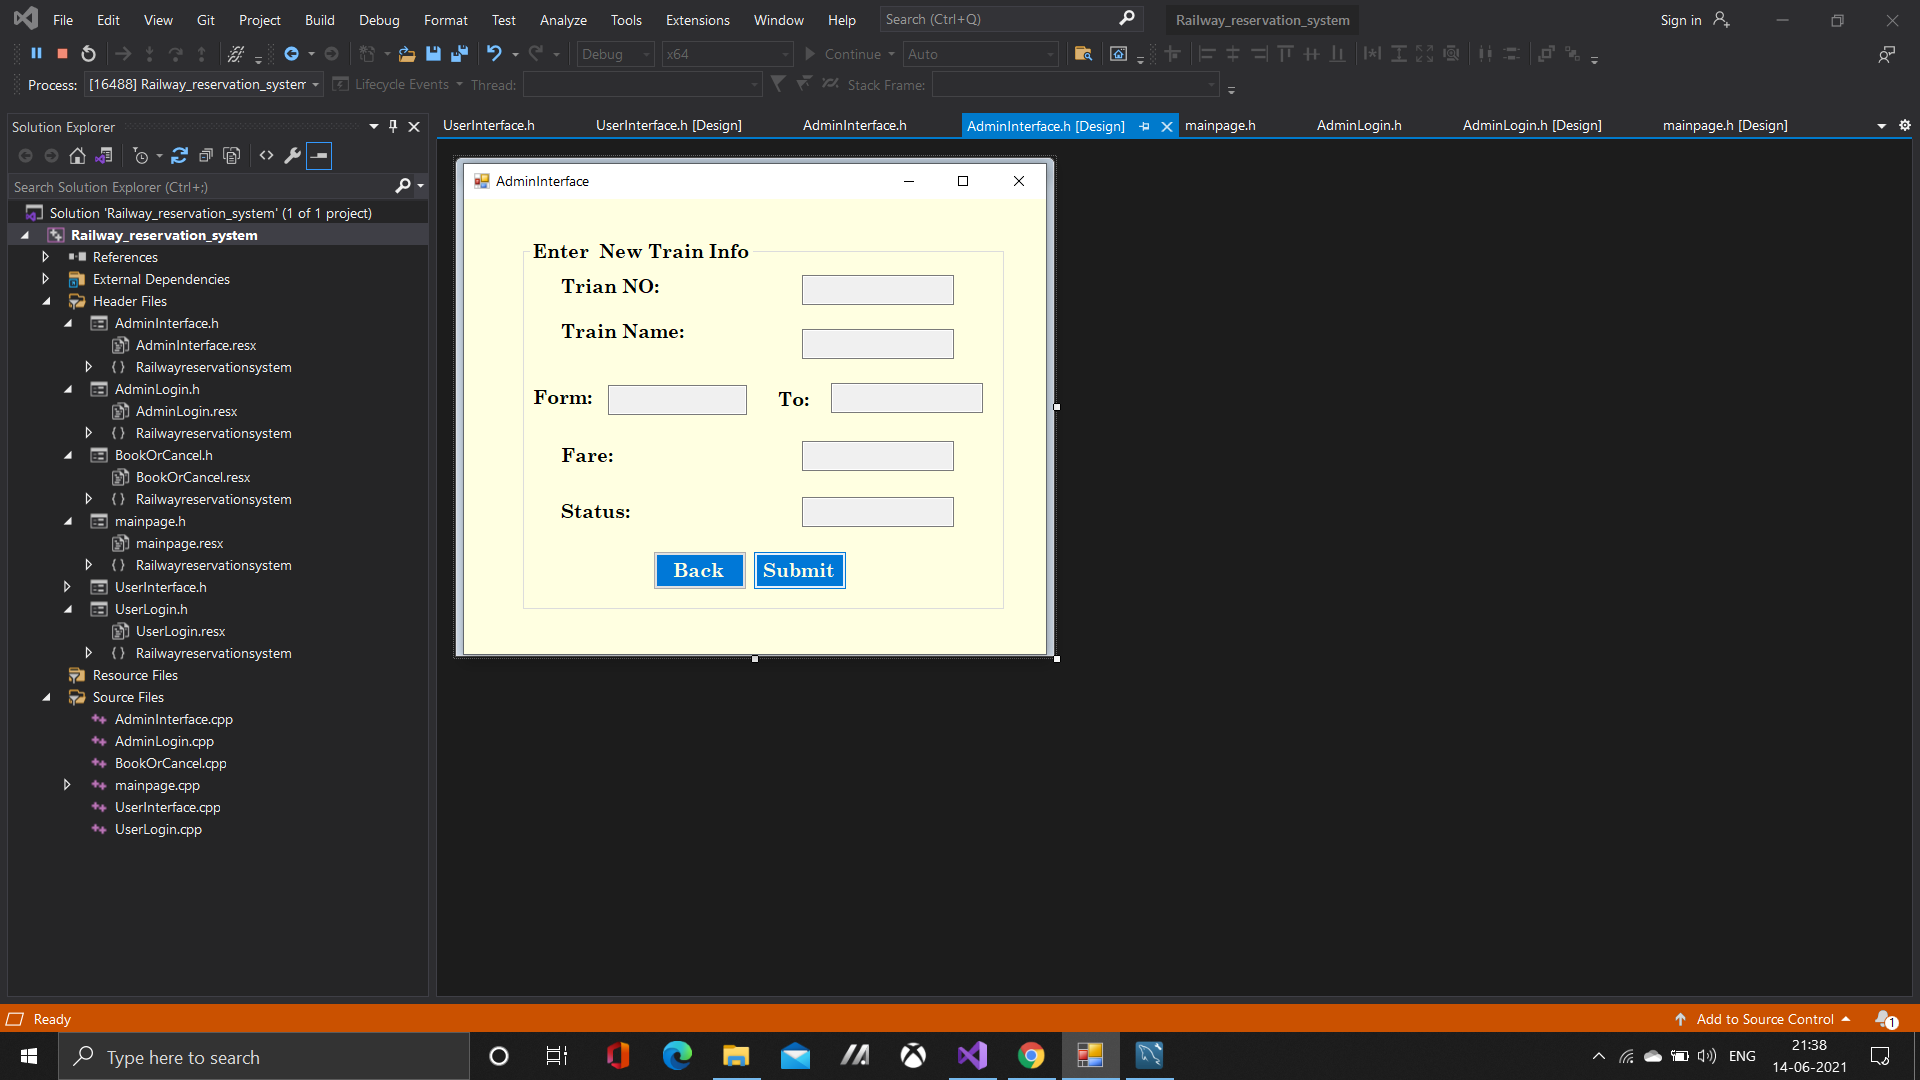 File Edit View Git Project Build Debug Format Test Analyze Tools Extensions Window Help Search (Ctrl+Q) Railway_reservation_system Sign in
Debug x64 Continue Auto
Process: [16488] Railway_reservation_system Lifecycle Events Thread: Stack Frame:
Solution Explorer
UserInterface.h UserInterface.h [Design] AdminInterface.h AdminInterface.h [Design] mainpage.h AdminLogin.h AdminLogin.h [Design] mainpage.h [Design]
Search Solution Explorer (Ctrl+;)
Solution 'Railway_reservation_system' (1 of 1 project)
Railway_reservation_system
References
External Dependencies
Header Files
AdminInterface.h
AdminInterface.resx
Railwayreservationsystem
AdminLogin.h
AdminLogin.resx
Railwayreservationsystem
BookOrCancel.h
BookOrCancel.resx
Railwayreservationsystem
mainpage.h
mainpage.resx
Railwayreservationsystem
UserInterface.h
UserLogin.h
UserLogin.resx
Railwayreservationsystem
Resource Files
Source Files
AdminInterface.cpp
AdminLogin.cpp
BookOrCancel.cpp
mainpage.cpp
UserInterface.cpp
UserLogin.cpp
AdminInterface
Enter New Train Info
Trian NO:
Train Name:
Form: To:
Fare:
Status:
Back Submit
Ready Add to Source Control 1
Type here to search
ENG
21:38
14-06-2021